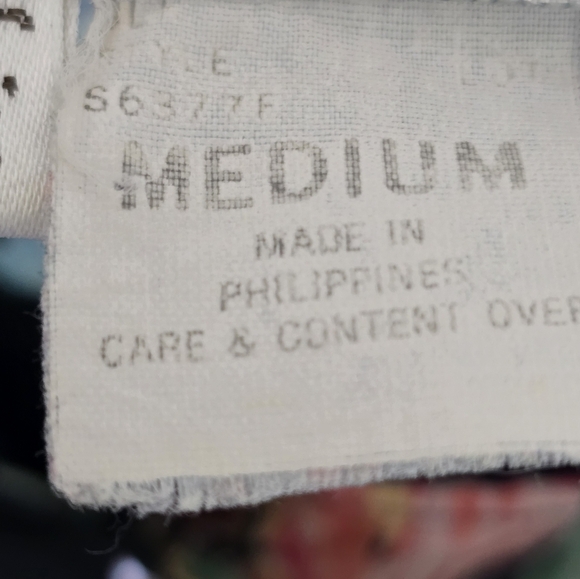 S6377F
MEDIUM
MADE IN
PHILIPPINES
CARE & CONTENT OVER